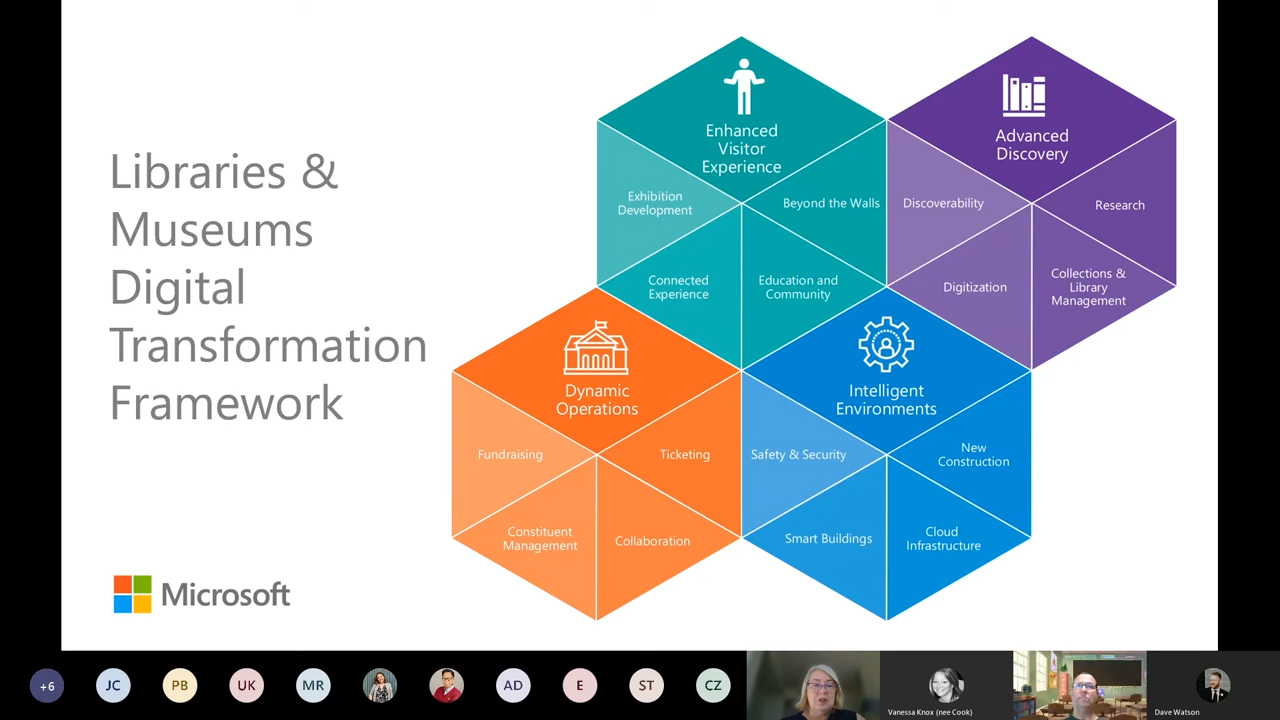 Libraries &
Museums
Digital
Transformation
Framework
Microsoft
Enhanced
Visitor
Experience
Exhibition
Development
Beyond the Walls
Connected
Experience
Education and
Community
Advanced
Discovery
Discoverability
Research
Digitization
Collections &
Library
Management
Dynamic
Operations
Fundraising
Ticketing
Constituent
Management
Collaboration
Intelligent
Environments
Safety & Security
New
Construction
Smart Buildings
Cloud
Infrastructure
+6
JC
PB
UK
MR
AD
E
ST
CZ
Vanessa Knox (nee Cook)
Dave Watson